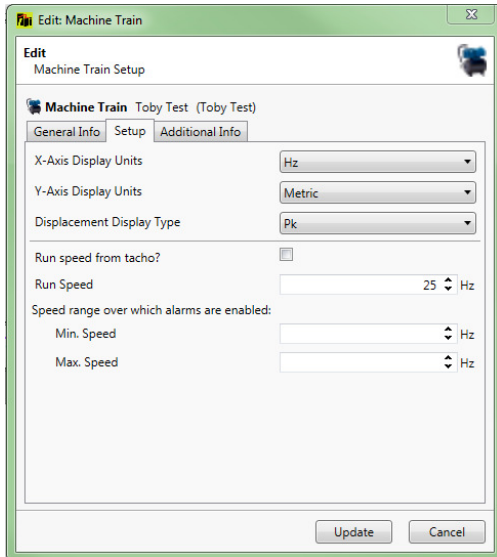 Edit: Machine Train
Edit
Machine Train Setup
Machine Train Toby Test (Toby Test)
General Info Setup Additional Info
X-Axis Display Units Hz
Y-Axis Display Units Metric
Displacement Display Type Pk
Run speed from tacho?
Run Speed 25 Hz
Speed range over which alarms are enabled:
Min. Speed Hz
Max. Speed Hz
Update Cancel